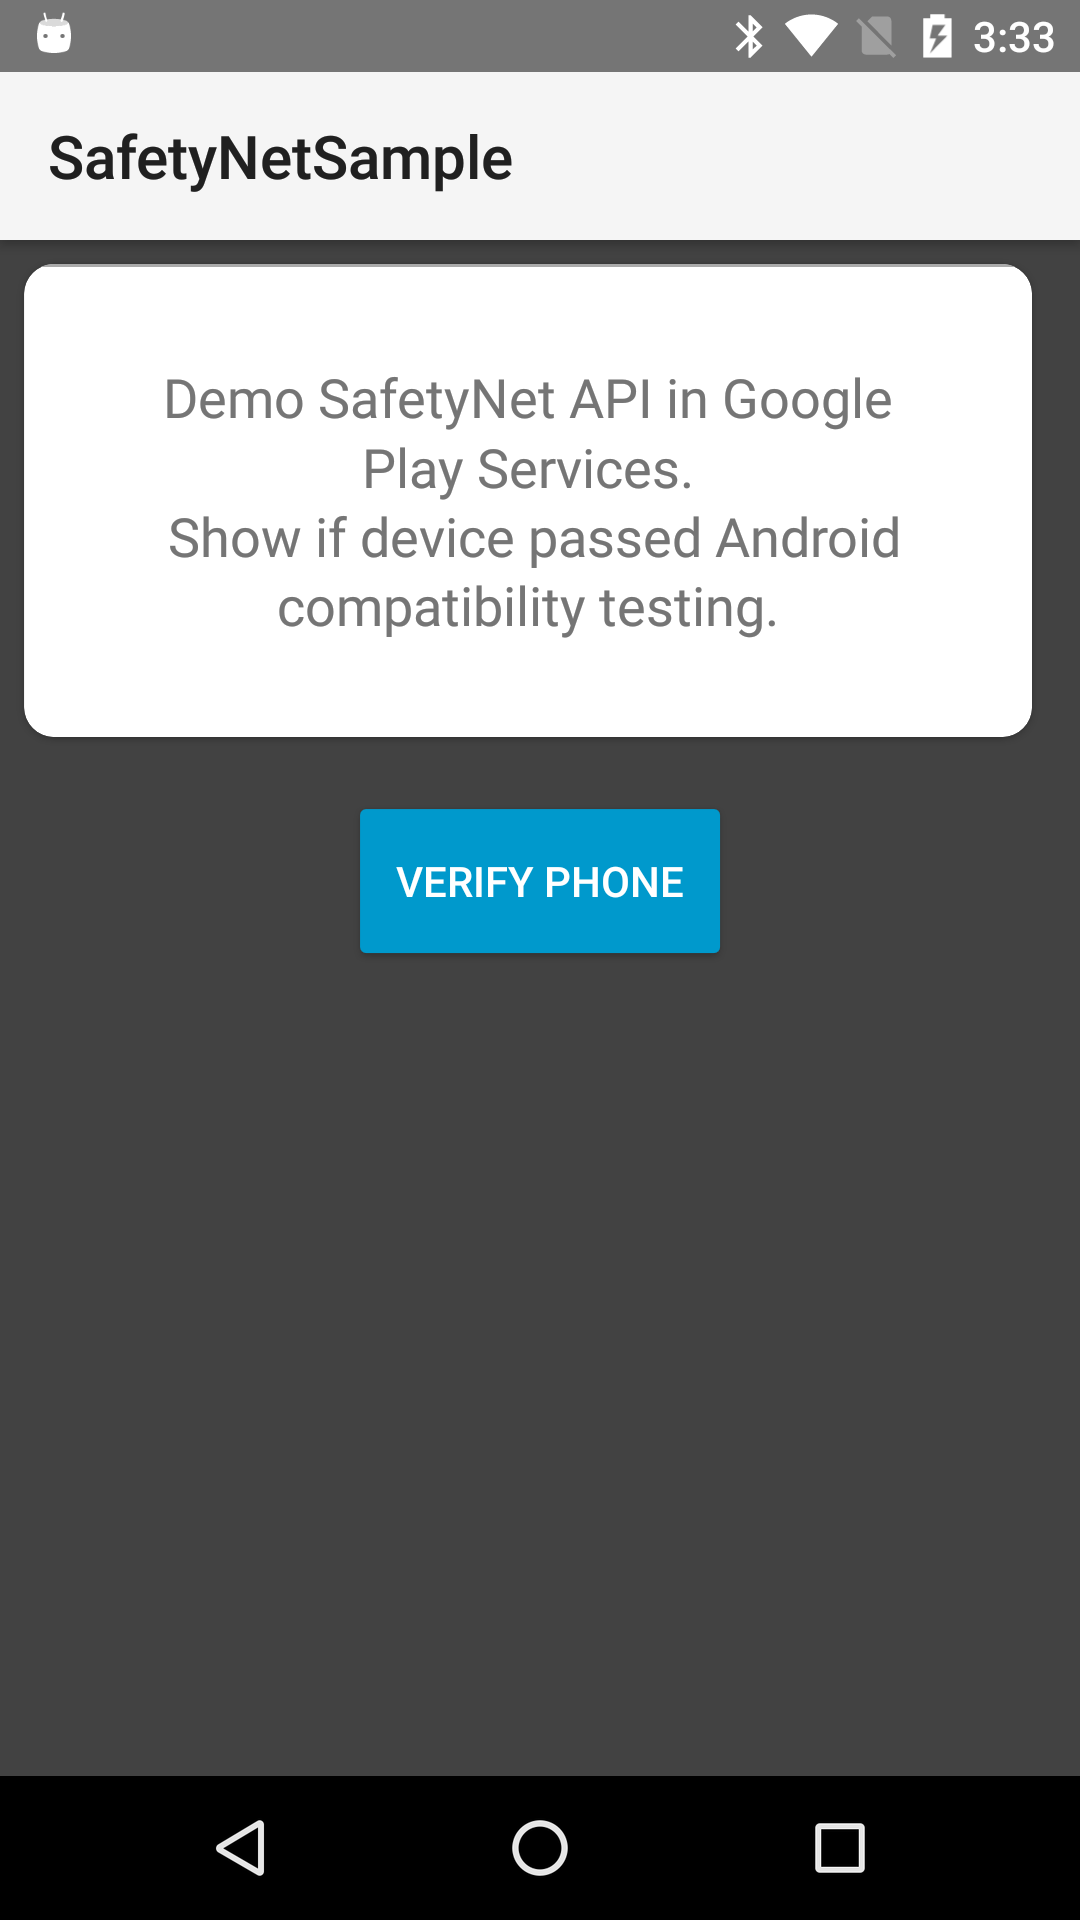 3:33
SafetyNetSample
Demo SafetyNet API in Google
Play Services.
Show if device passed Android
compatibility testing.
VERIFY PHONE